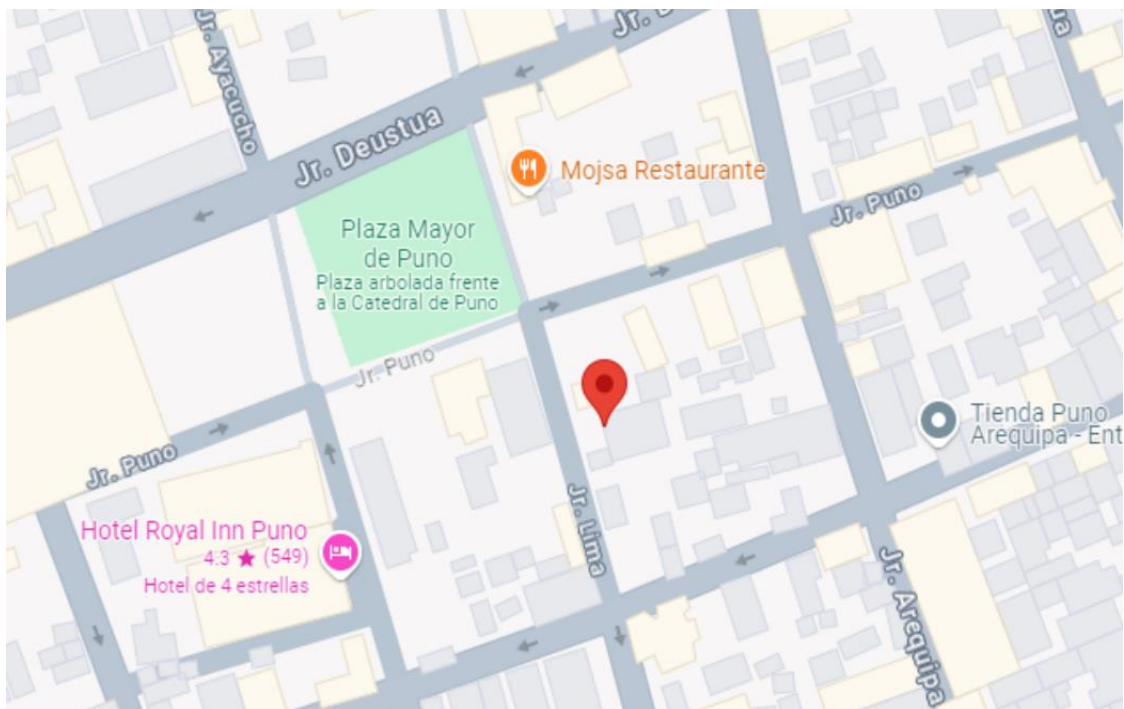 Jr. Ayacucho
Jr. Deustua
Mojsa Restaurante
Jr. Puno
Plaza Mayor
de Puno
Plaza arbolada frente
a la Catedral de Puno
Jr. Puno
Jr. Puno
Tienda Puno
Arequipa - Ent
Jr. Lima
Hotel Royal Inn Puno
4.3 ★ (549)
Hotel de 4 estrellas
Jr. Arequipa